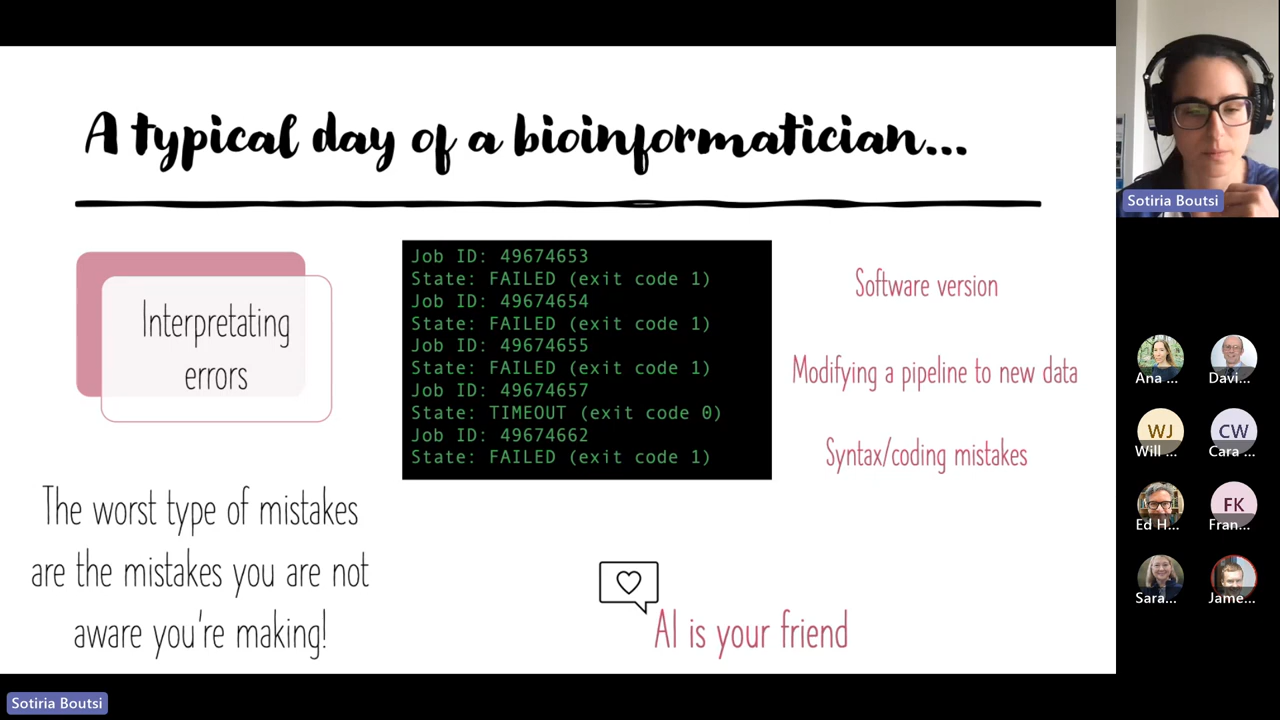 A typical day of a bioinformatician...
Interpretating
errors
Job ID: 49674653
State: FAILED (exit code 1)
Job ID: 49674654
State: FAILED (exit code 1)
Job ID: 49674655
State: FAILED (exit code 1)
Job ID: 49674657
State: TIMEOUT (exit code 0)
Job ID: 49674662
State: FAILED (exit code 1)
Software version
Modifying a pipeline to new data
Syntax/coding mistakes
The worst type of mistakes
are the mistakes you are not
aware you're making!
AI is your friend
Sotiria Boutsi
Ana ...
Davi...
WJ
Will ...
CW
Cara ...
Ed H...
FK
Fran...
Sara...
Jame...
Sotiria Boutsi